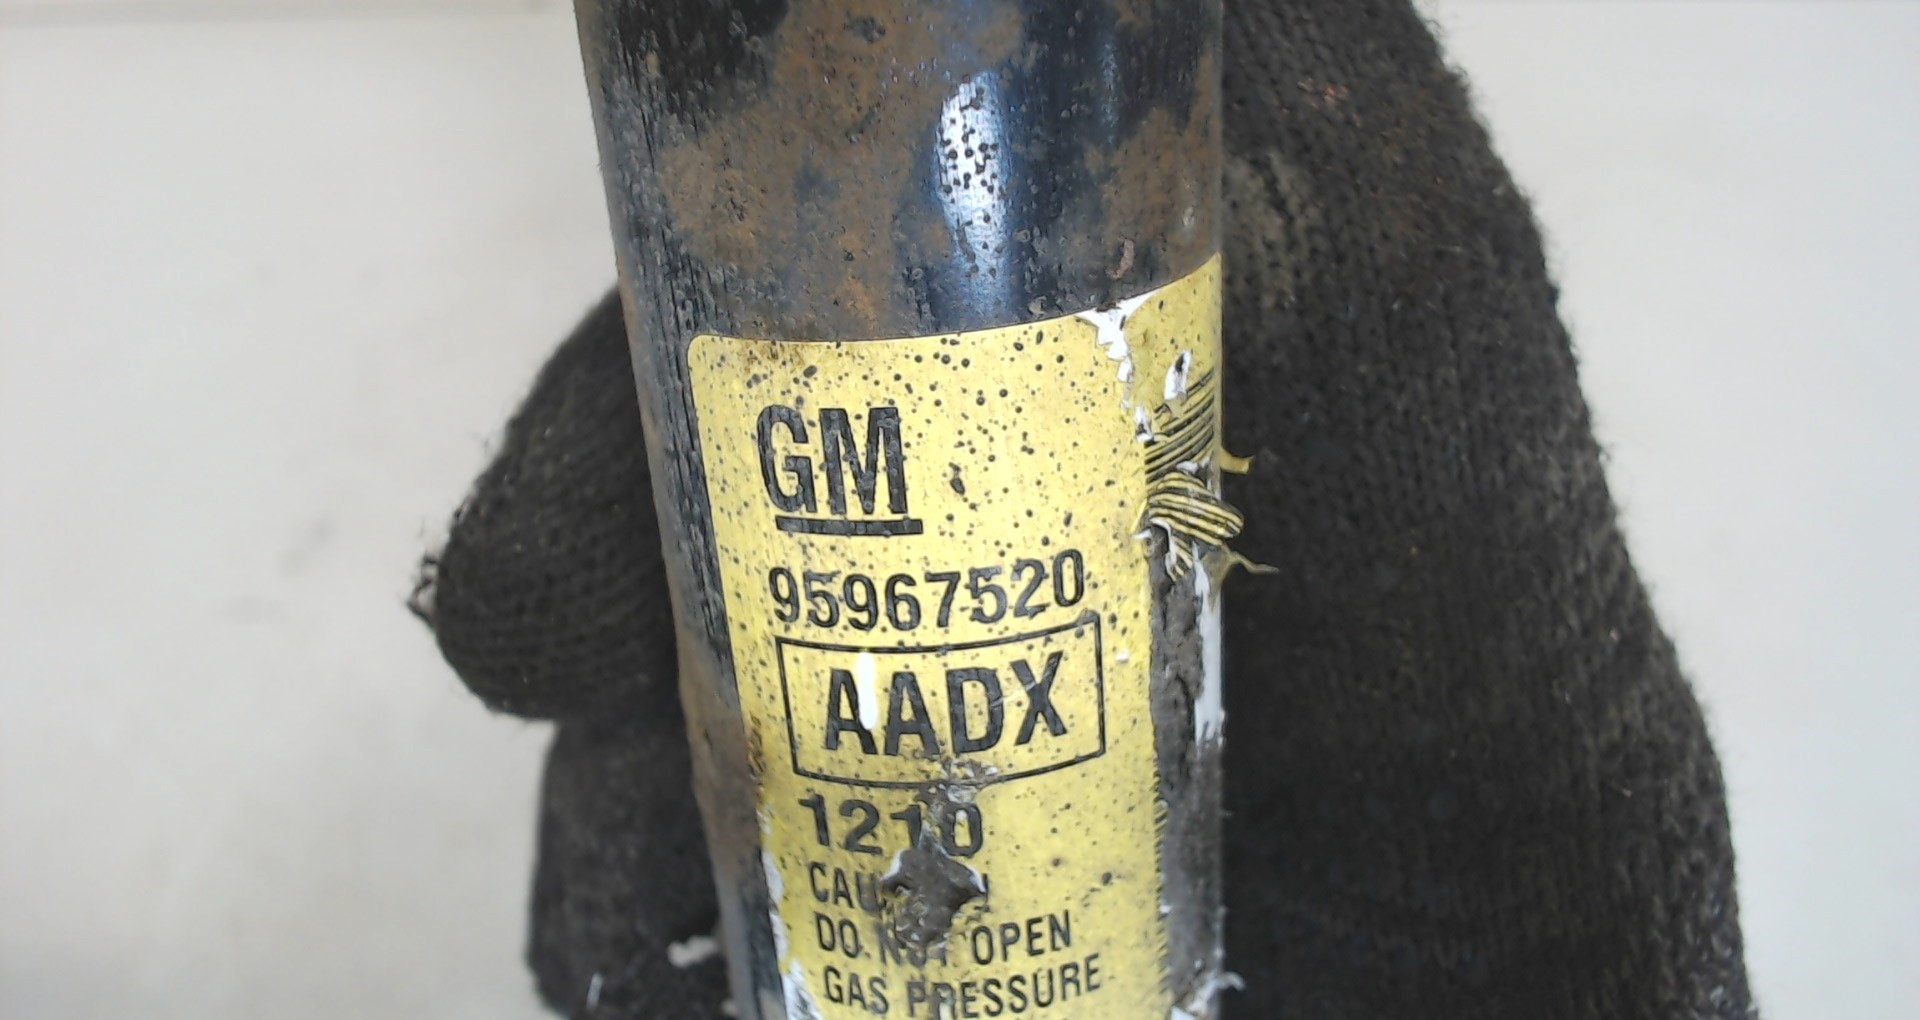 GM
95967520
AADX
1210
DO NOT OPEN
GAS PRESSURE